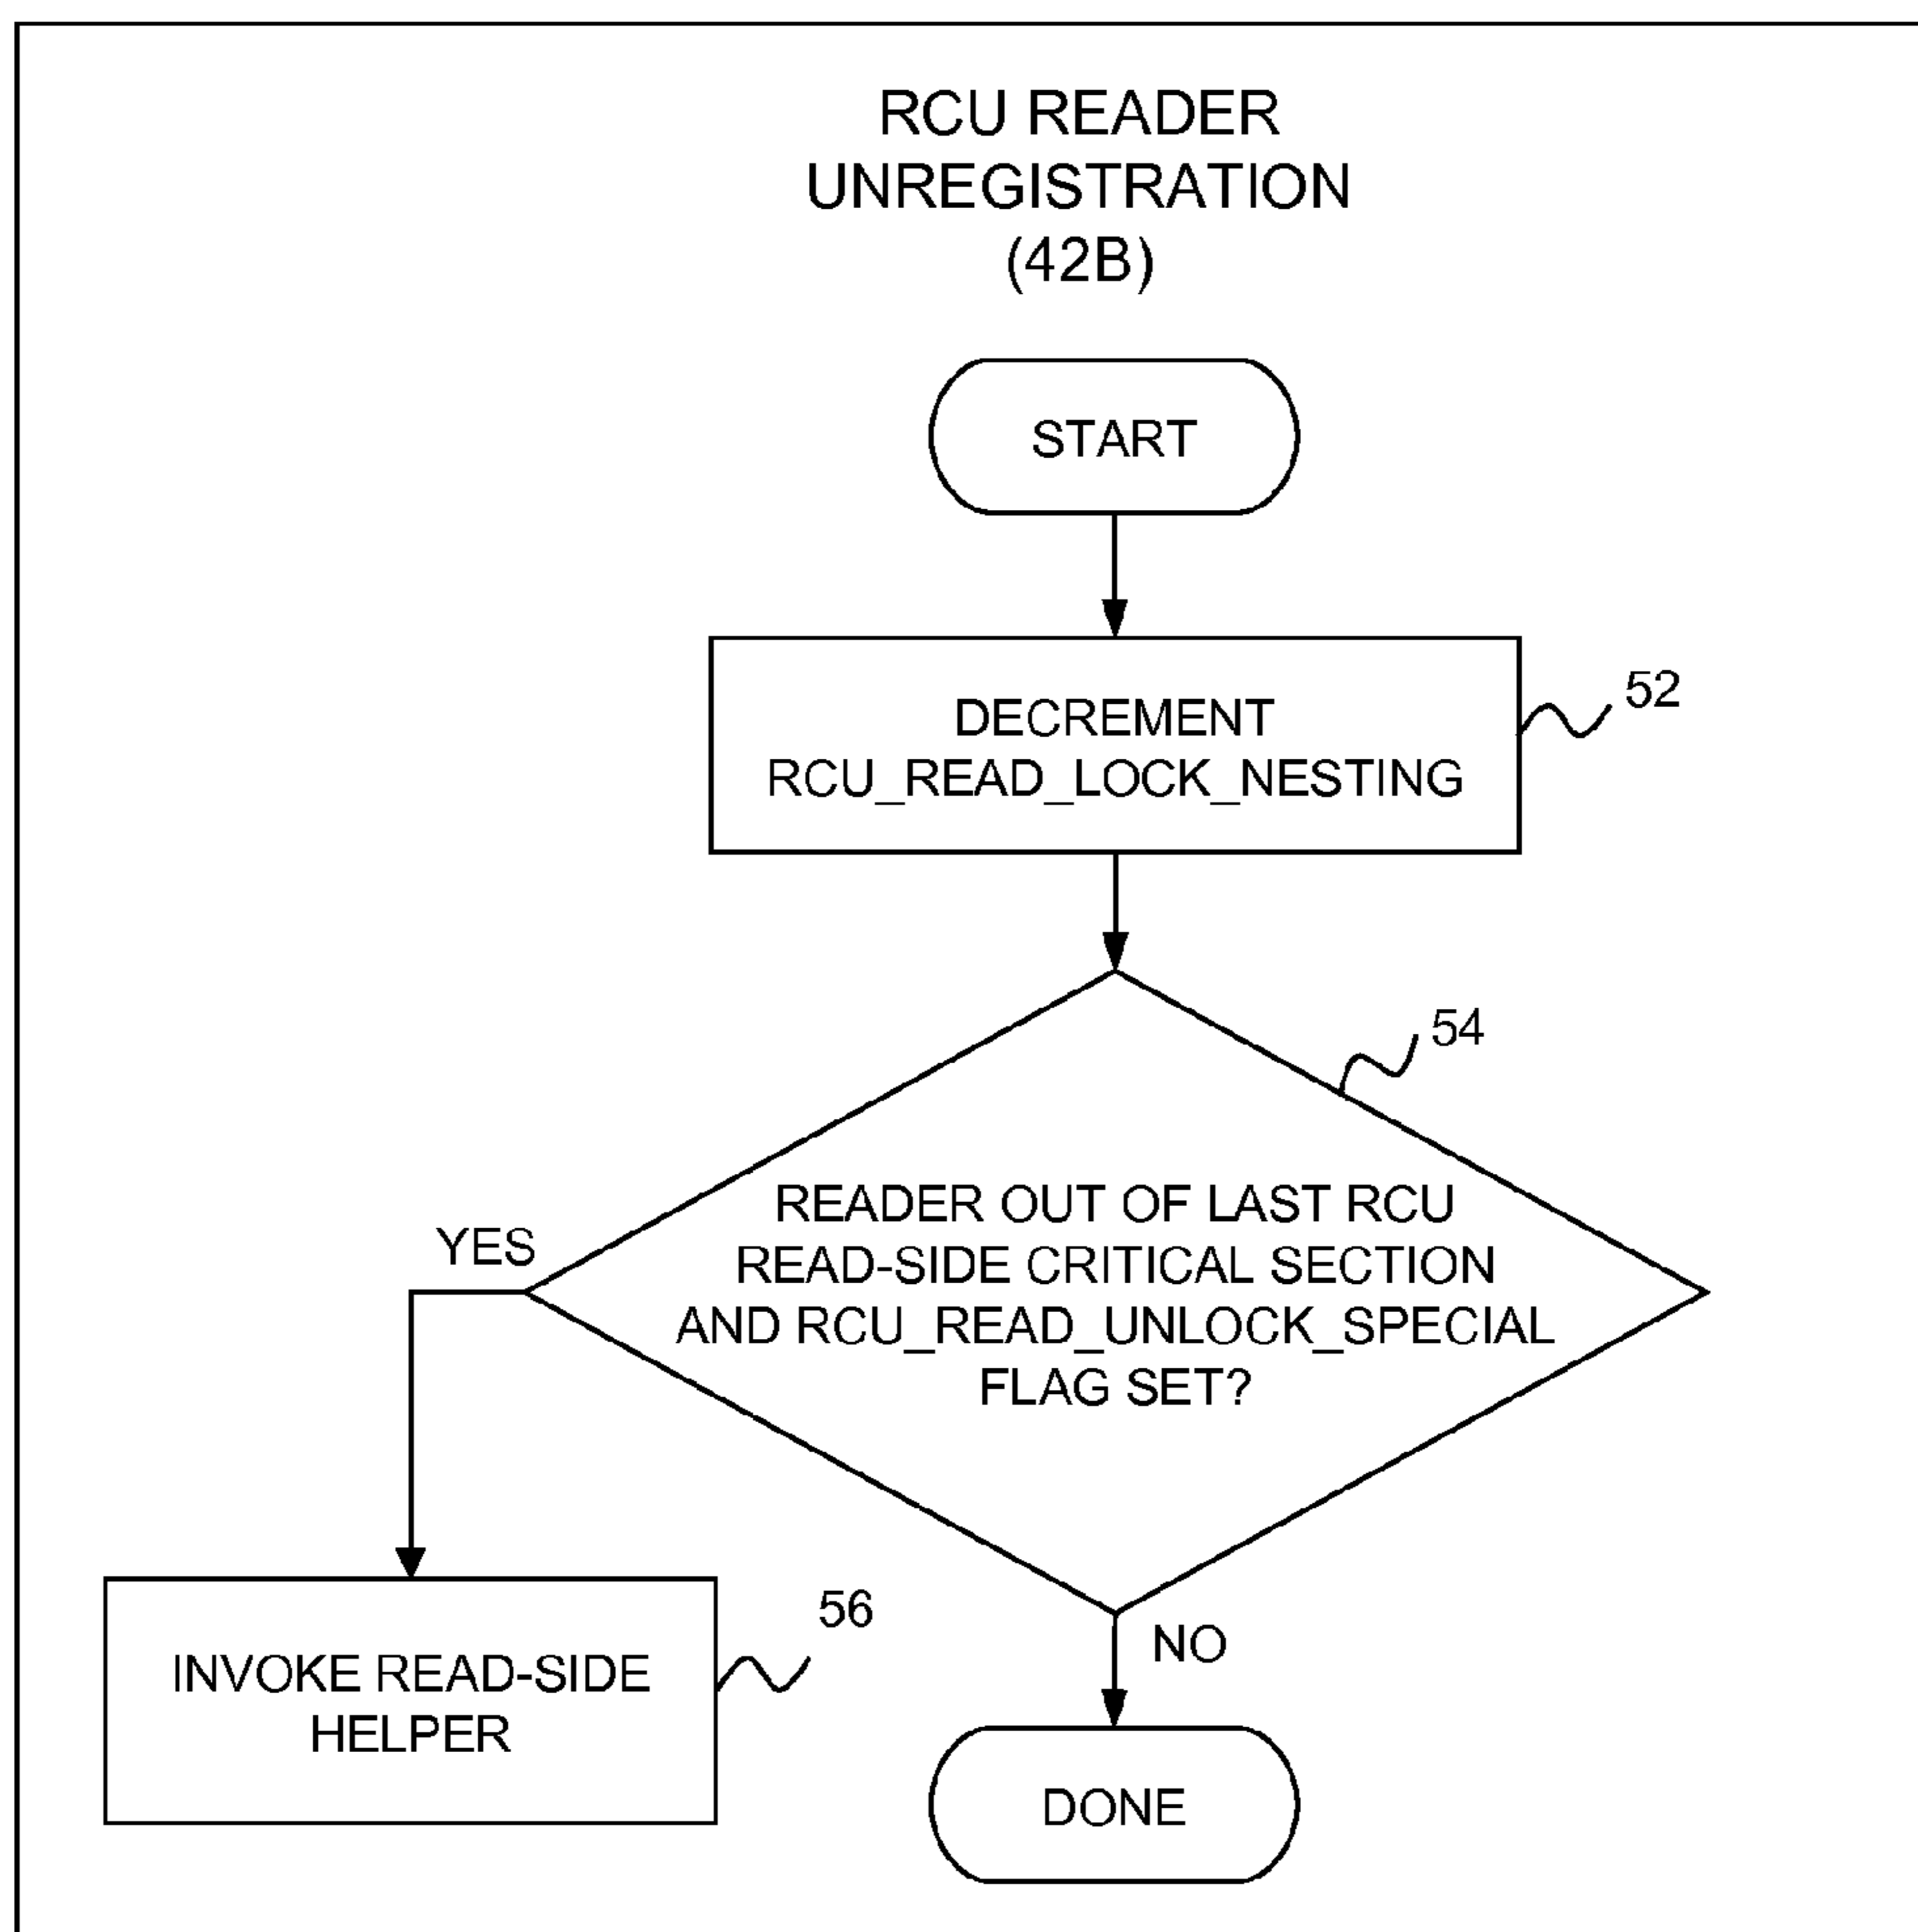 RCU READER
UNREGISTRATION
(42B)
START
DECREMENT
RCU_READ_LOCK_NESTING
52
54
READER OUT OF LAST RCU
READ-SIDE CRITICAL SECTION
AND RCU_READ_UNLOCK_SPECIAL
FLAG SET?
YES
56
INVOKE READ-SIDE
HELPER
NO
DONE